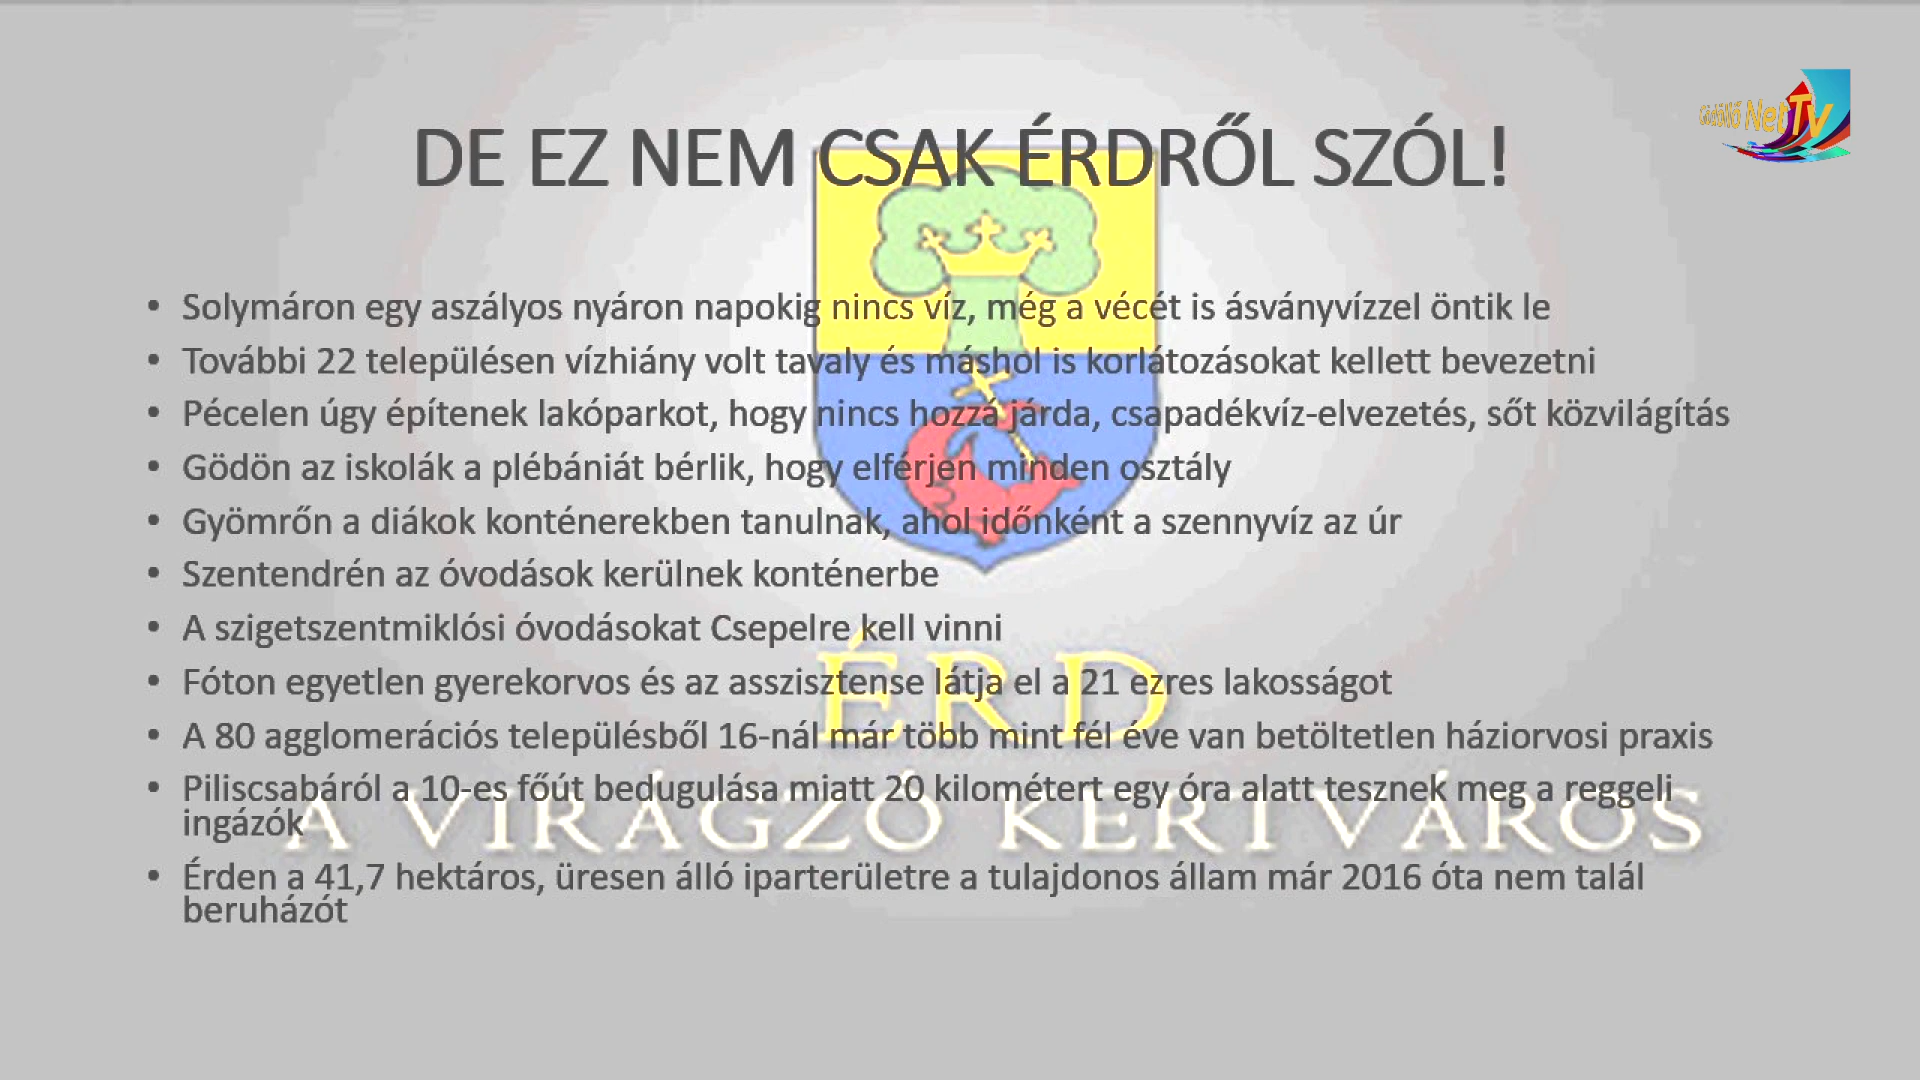 Gödöllő NetTv
DE EZ NEM CSAK ÉRDRŐL SZÓL!
• Solymáron egy aszályos nyáron napokig nincs víz, még a vécét is ásványvízzel öntik le
• További 22 településen vízhiány volt tavaly és máshol is korlátozásokat kellett bevezetni
• Pécelen úgy építenek lakóparkot, hogy nincs hozzá járda, csapadékvíz-elvezetés, sőt közvilágítás
• Gödön az iskolák a plébániát bérlik, hogy elférjen minden osztály
• Gyömrőn a diákok konténerekben tanulnak, ahol időnként a szennyvíz az úr
• Szentendrén az óvodások kerülnek konténerbe
• A szigetszentmiklósi óvodásokat Csepelre kell vinni
• Fóton egyetlen gyerekorvos és az asszisztense látja el a 21 ezres lakosságot
• A 80 agglomerációs településből 16-nál már több mint fél éve van betöltetlen háziorvosi praxis
• Piliscsabáról a 10-es főút bedugulása miatt 20 kilométert egy óra alatt tesznek meg a reggeli
ingázók
• Érden a 41,7 hektáros, üresen álló iparterületre a tulajdonos állam már 2016 óta nem talál
beruházót
ÉRD
A VIRÁGZÓ KERTVÁROS